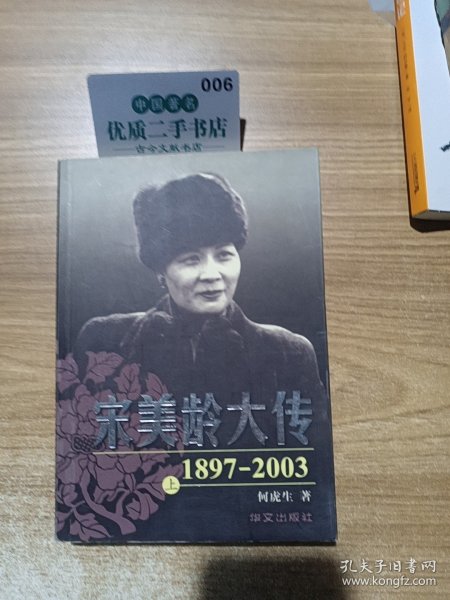 006
中国著名
优质二手书店
古今文献书店
宋美龄大传
1897-2003
上
何虎生 著
华文出版社
孔夫子旧书网
www.kongfz.com